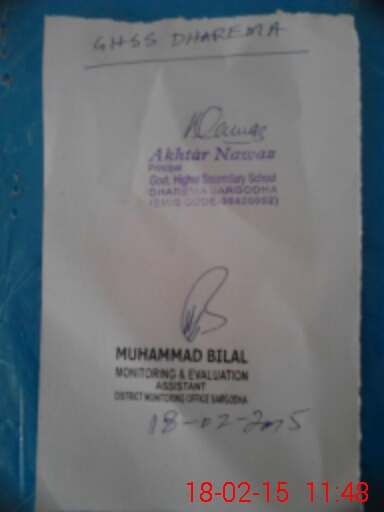 GHSS DHAREMA
Akhtar Nawaz
Principal
Govt. Higher Secondary School
DHAREMA SARGODHA
MUHAMMAD BILAL
MONITORING & EVALUATION
ASSISTANT
DISTRICT MONITORING OFFICE SARGODHA
18-02-2015
18-02-15 11:48